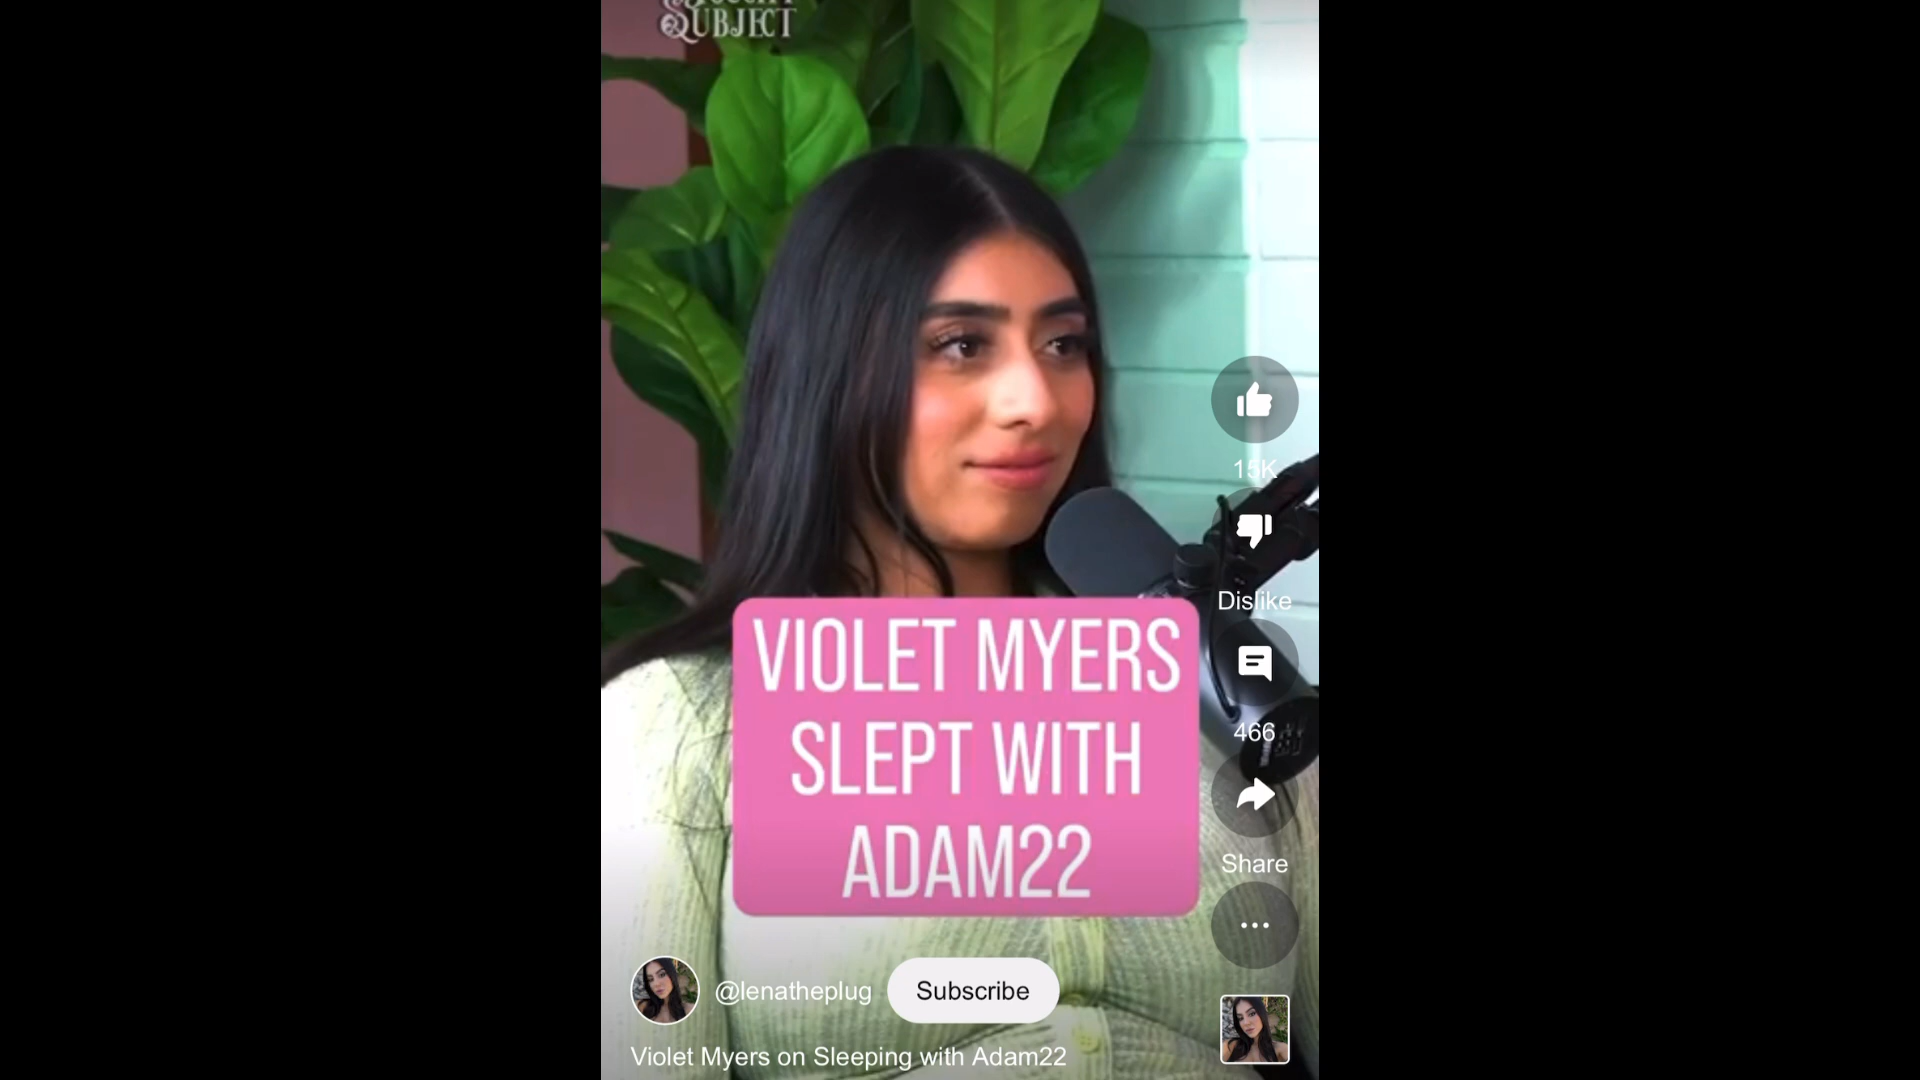 SUBJECT
15K
Dislike
VIOLET MYERS
SLEPT WITH
ADAM22
466
Share
@lenatheplug
Subscribe
Violet Myers on Sleeping with Adam22